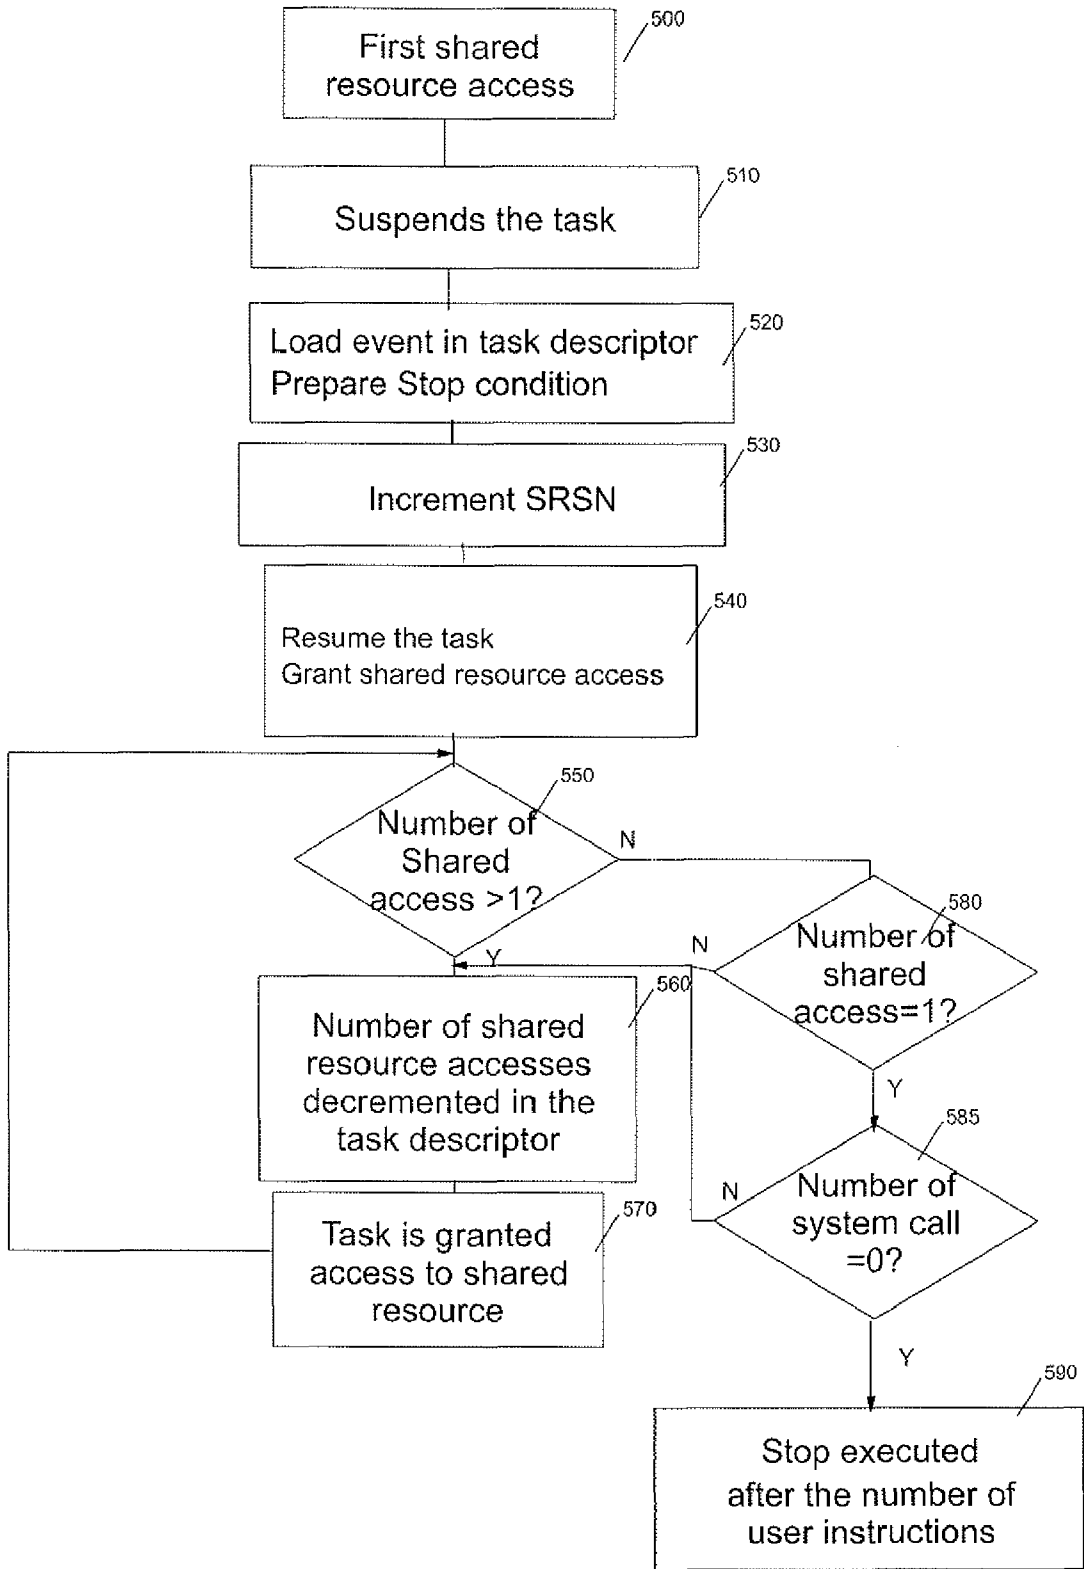 500
First shared
resource access
510
Suspends the task
520
Load event in task descriptor
Prepare Stop condition
530
Increment SRSN
540
Resume the task
Grant shared resource access
550
Number of
Shared
access >1?
N
Y
580
Number of
shared
access=1?
N
Y
560
Number of shared
resource accesses
decremented in the
task descriptor
585
Number of
system call
=0?
N
Y
570
Task is granted
access to shared
resource
590
Stop executed
after the number of
user instructions